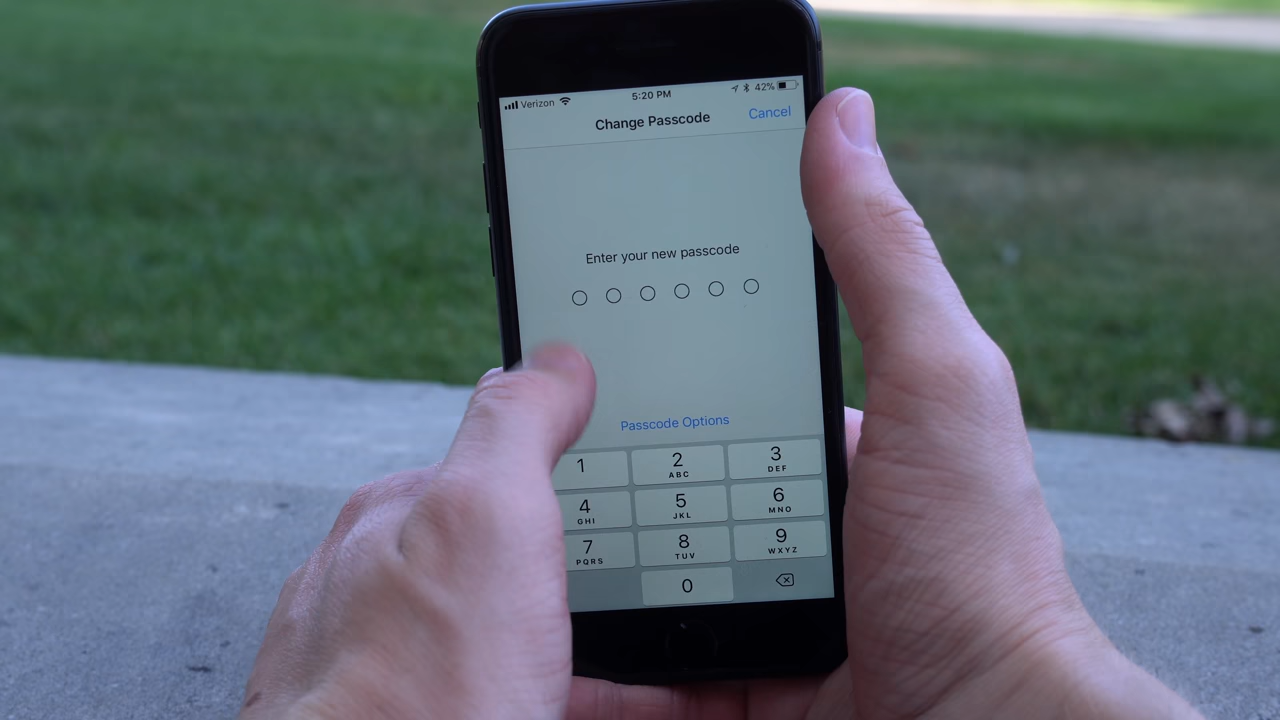 Verizon 5:20 PM 42%
Change Passcode Cancel
Enter your new passcode
Passcode Options
1 2 3
ABC DEF
4 5 6
GHI JKL MNO
7 8 9
PQRS TUV WXYZ
0